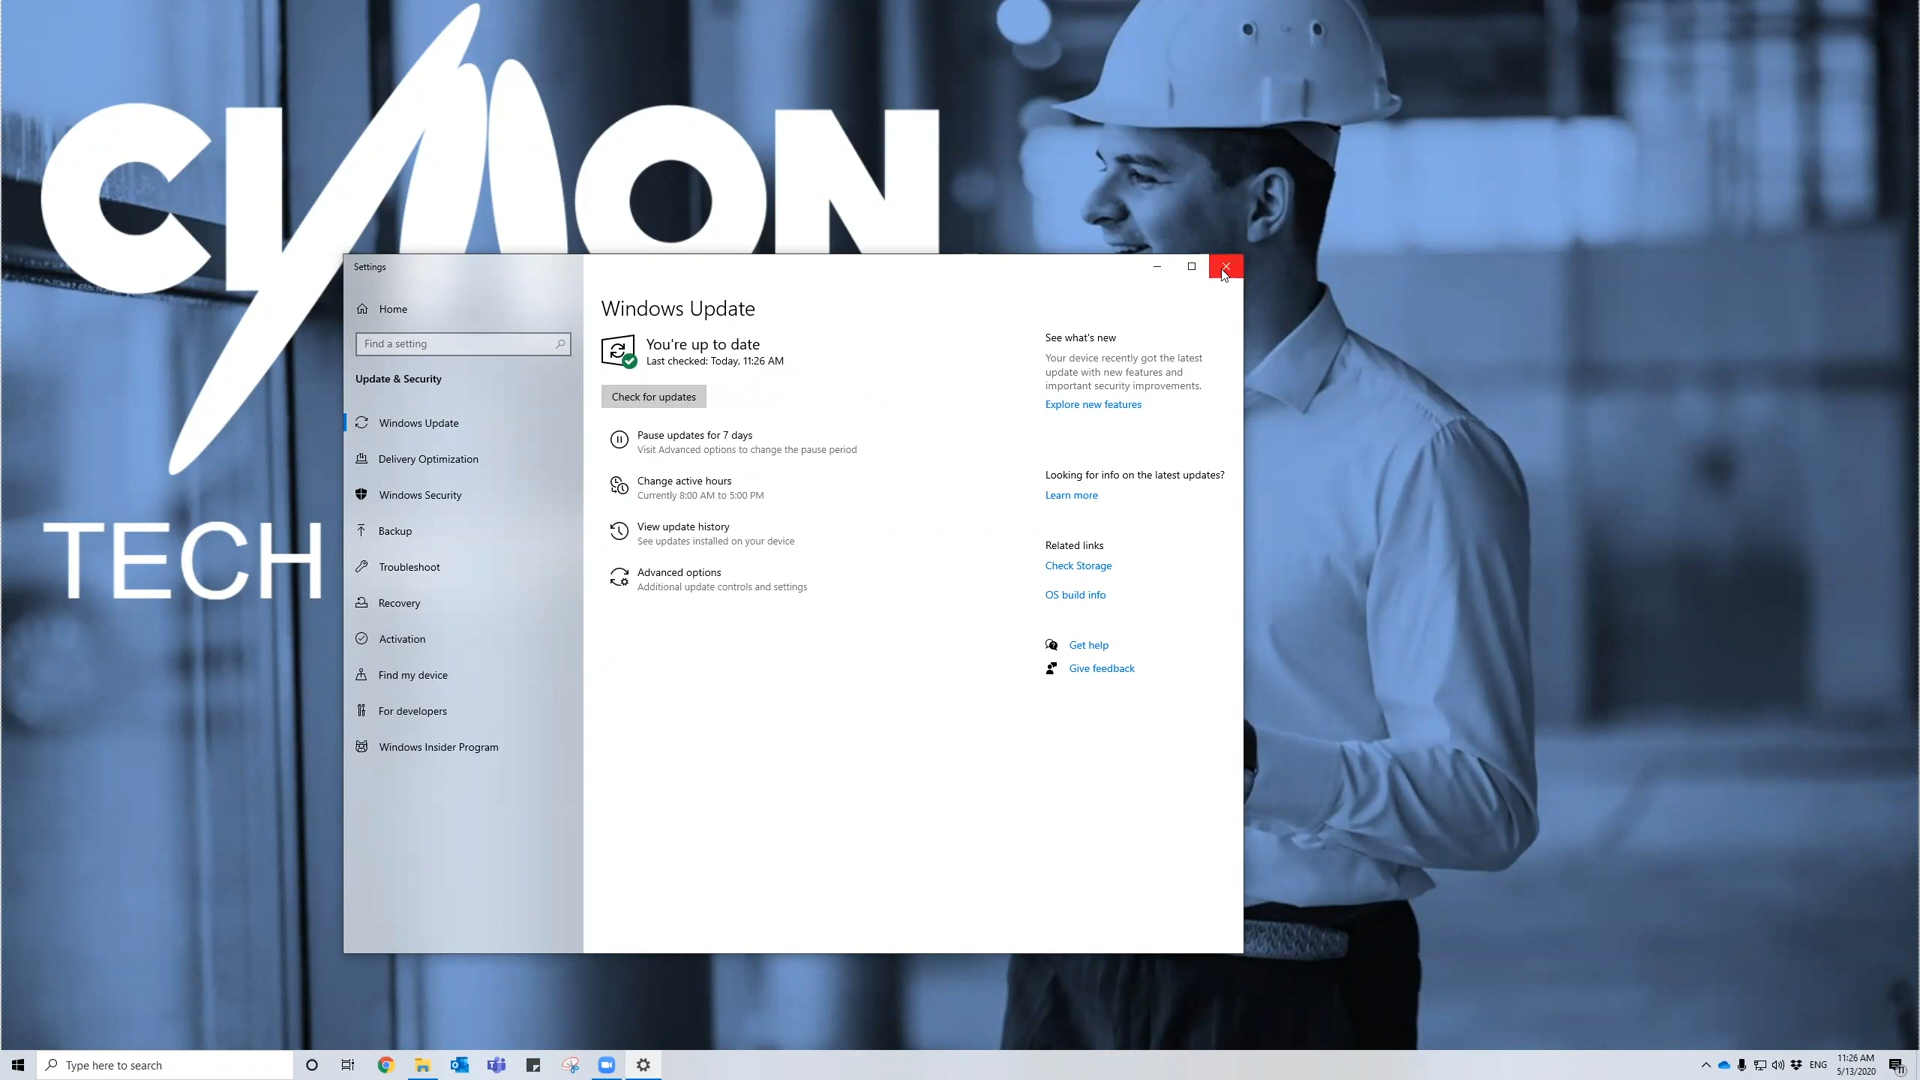 CIMON
TECH
Settings
Home
Find a setting
Update & Security
Windows Update
Delivery Optimization
Windows Security
Backup
Troubleshoot
Recovery
Activation
Find my device
For developers
Windows Insider Program
Windows Update
You're up to date
Last checked: Today, 11:26 AM
Check for updates
Pause updates for 7 days
Visit Advanced options to change the pause period
Change active hours
Currently 8:00 AM to 5:00 PM
View update history
See updates installed on your device
Advanced options
Additional update controls and settings
See what's new
Your device recently got the latest
update with new features and
important security improvements.
Explore new features
Looking for info on the latest updates?
Learn more
Related links
Check Storage
OS build info
Get help
Give feedback
Type here to search
ENG
11:26 AM
5/13/2020